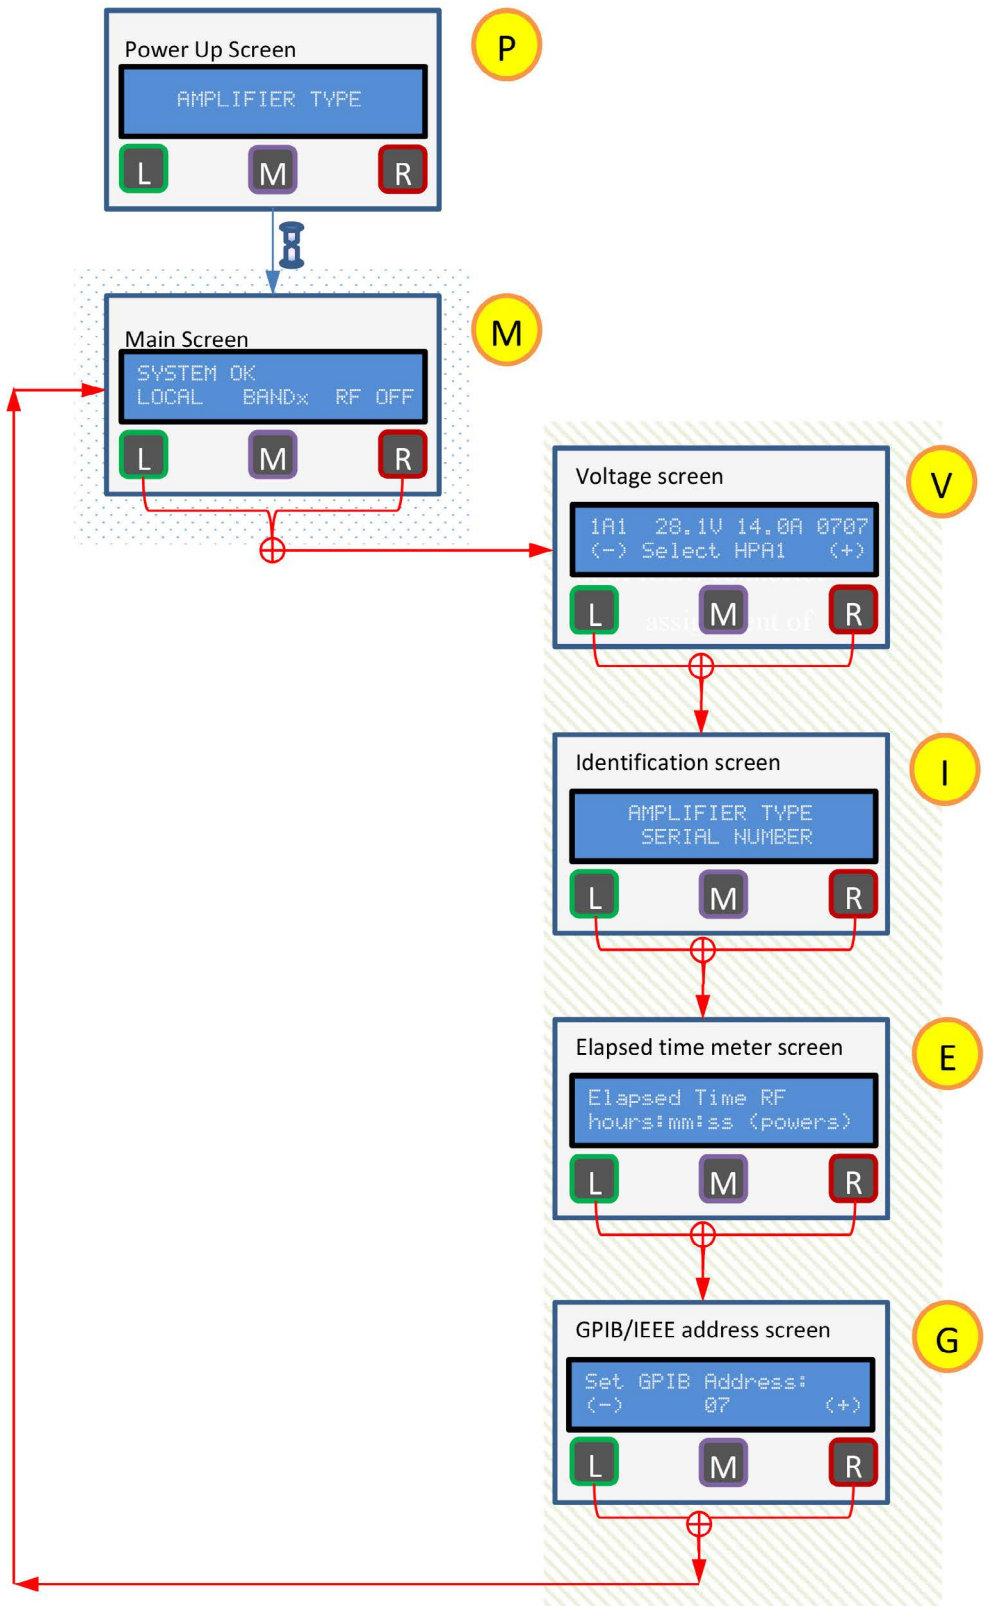 Power Up Screen
P
AMPLIFIER TYPE
L M R
Main Screen
M
SYSTEM OK
LOCAL BANDx RF OFF
L M R
Voltage screen
V
1A1 28.1V 14.0A 0707
(-) Select HPA1 (+)
L M R
Identification screen
I
AMPLIFIER TYPE
SERIAL NUMBER
L M R
Elapsed time meter screen
E
Elapsed Time RF
hours:mm:ss (powers)
L M R
GPIB/IEEE address screen
G
Set GPIB Address:
(-) 07 (+)
L M R